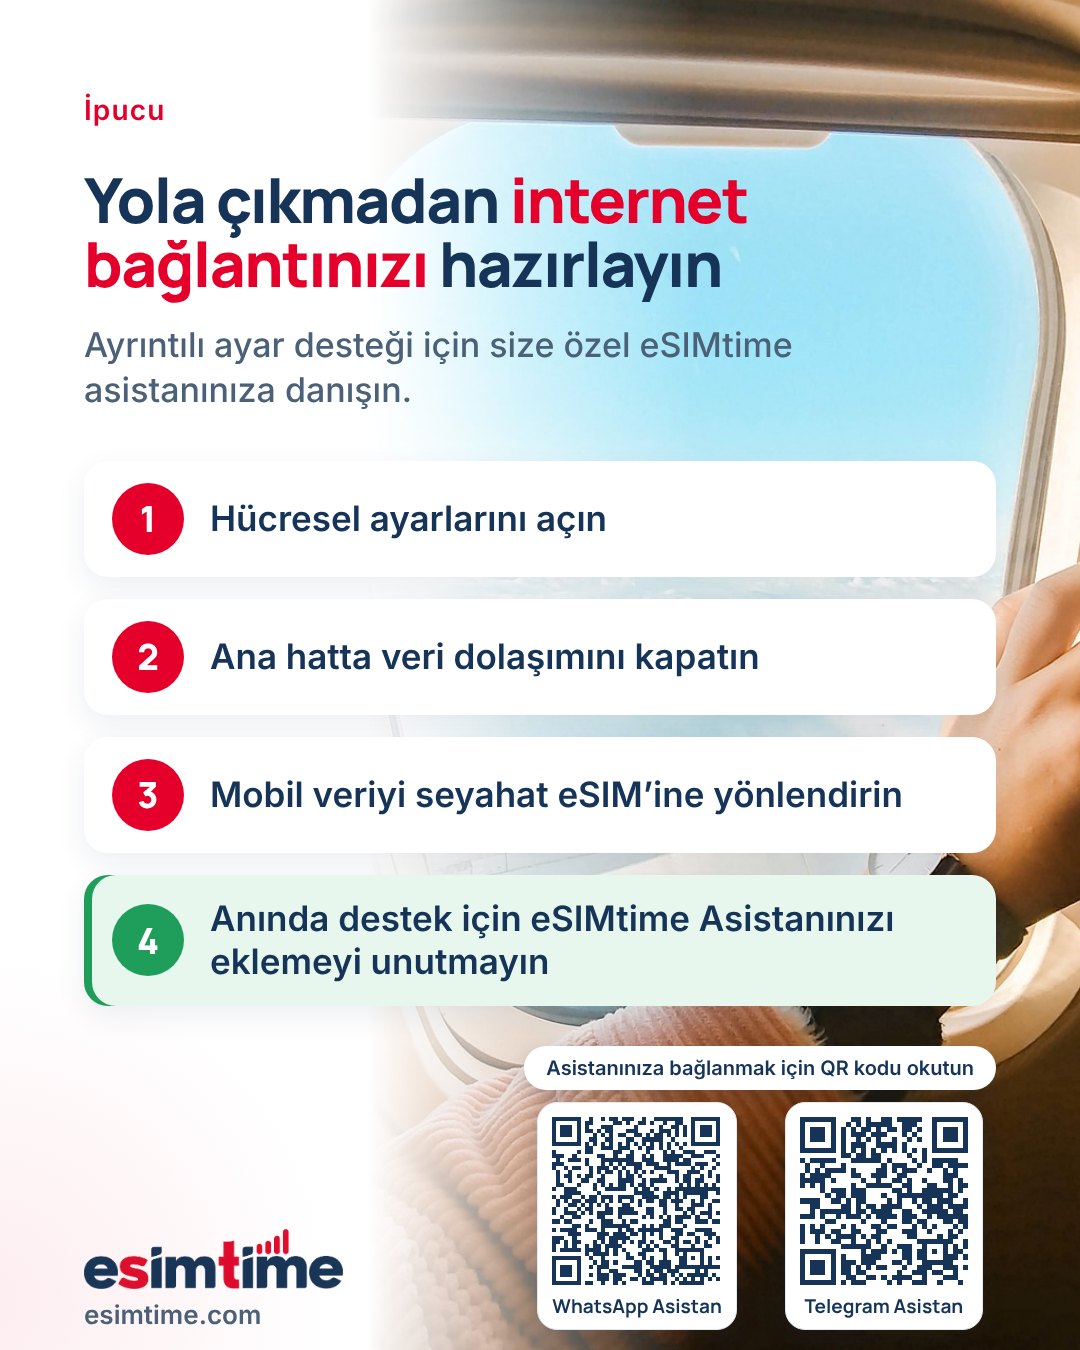 İpucu
Yola çıkmadan internet
bağlantınızı hazırlayın
Ayrıntılı ayar desteği için size özel eSIMtime
asistanınıza danışın.
1 Hücresel ayarlarını açın
2 Ana hatta veri dolaşımını kapatın
3 Mobil veriyi seyahat eSIM’ine yönlendirin
4 Anında destek için eSIMtime Asistanınızı
eklemeyi unutmayın
Asistanınıza bağlanmak için QR kodu okutun
WhatsApp Asistan
Telegram Asistan
esimtime
esimtime.com